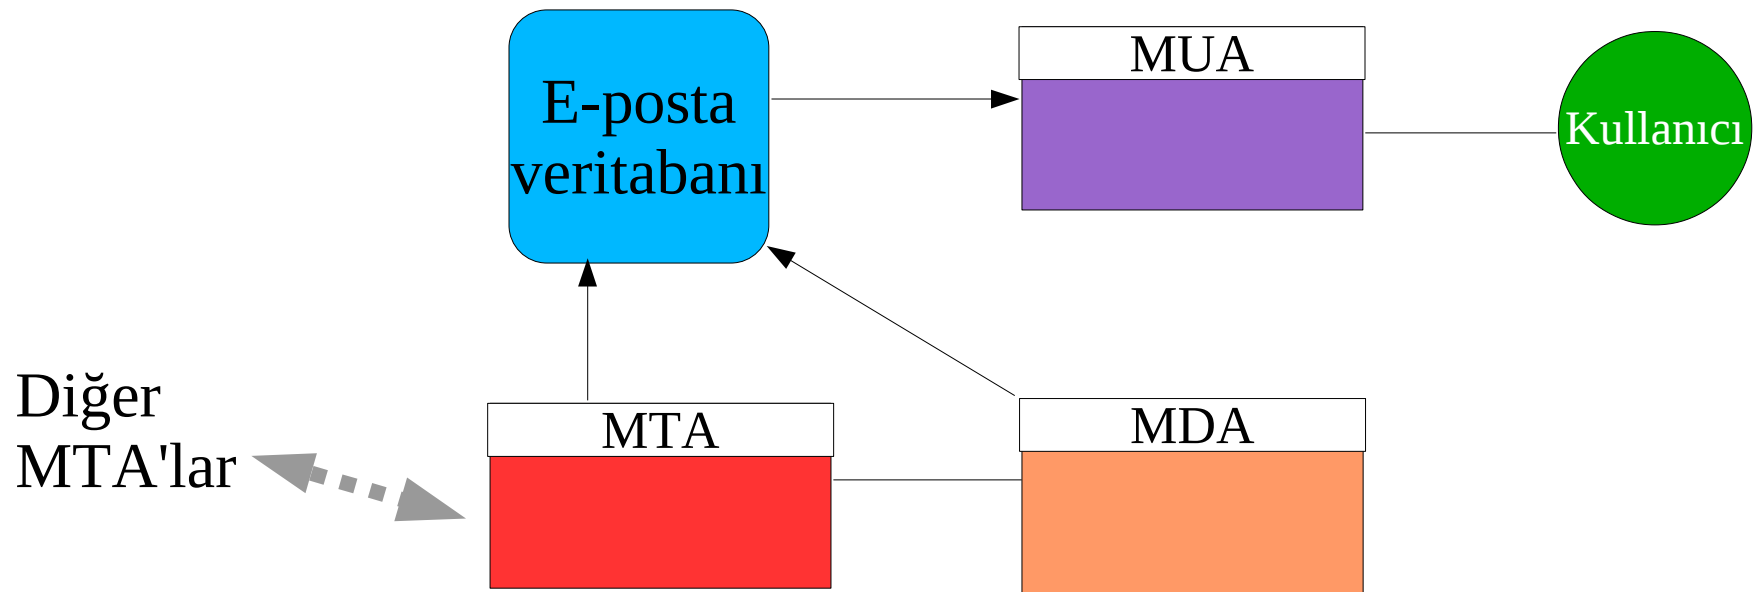 E-posta
veritabanı
MUA
Kullanıcı
Diğer
MTA'lar
MTA
MDA